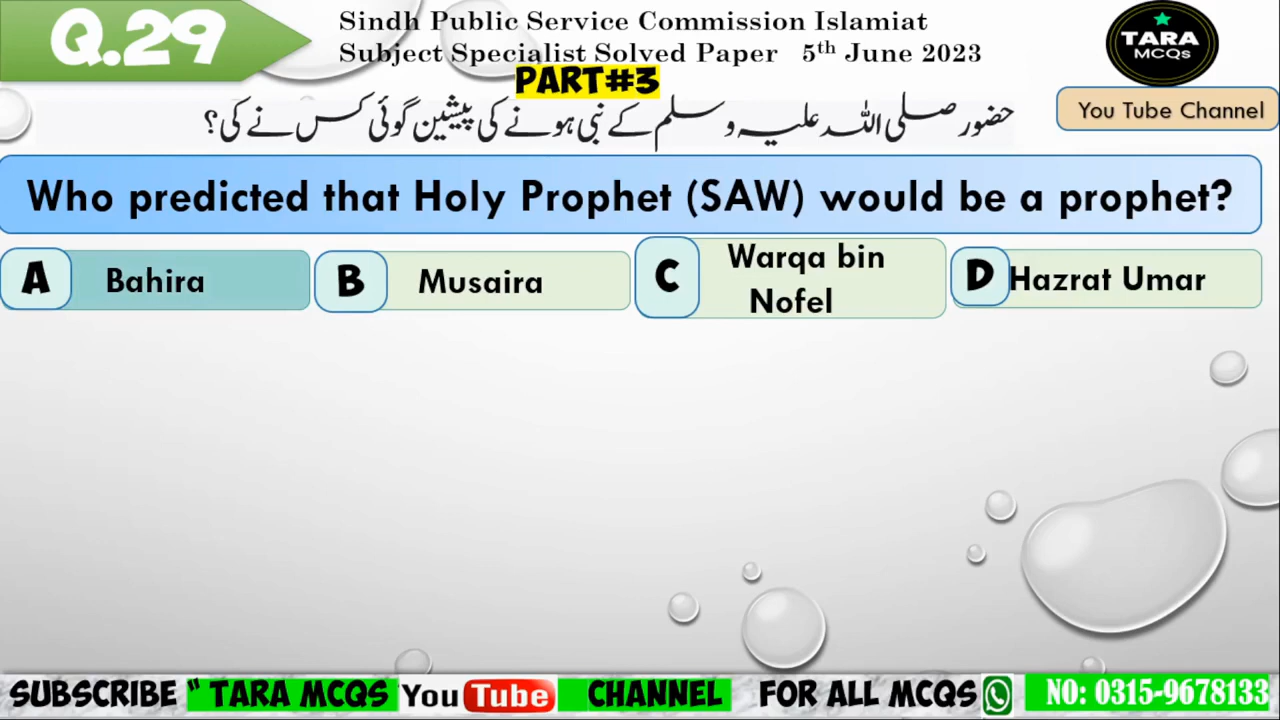 Q.29
Sindh Public Service Commission Islamiat
Subject Specialist Solved Paper 5th June 2023
PART#3
TARA
MCQs
You Tube Channel
حضور صلی اللہ علیہ وسلم کے نبی ہونے کی پیشین گوئی کس نے کی؟
Who predicted that Holy Prophet (SAW) would be a prophet?
A Bahira
B Musaira
C Warqa bin
Nofel
D Hazrat Umar
SUBSCRIBE " TARA MCQS YouTube CHANNEL FOR ALL MCQS NO: 0315-9678133